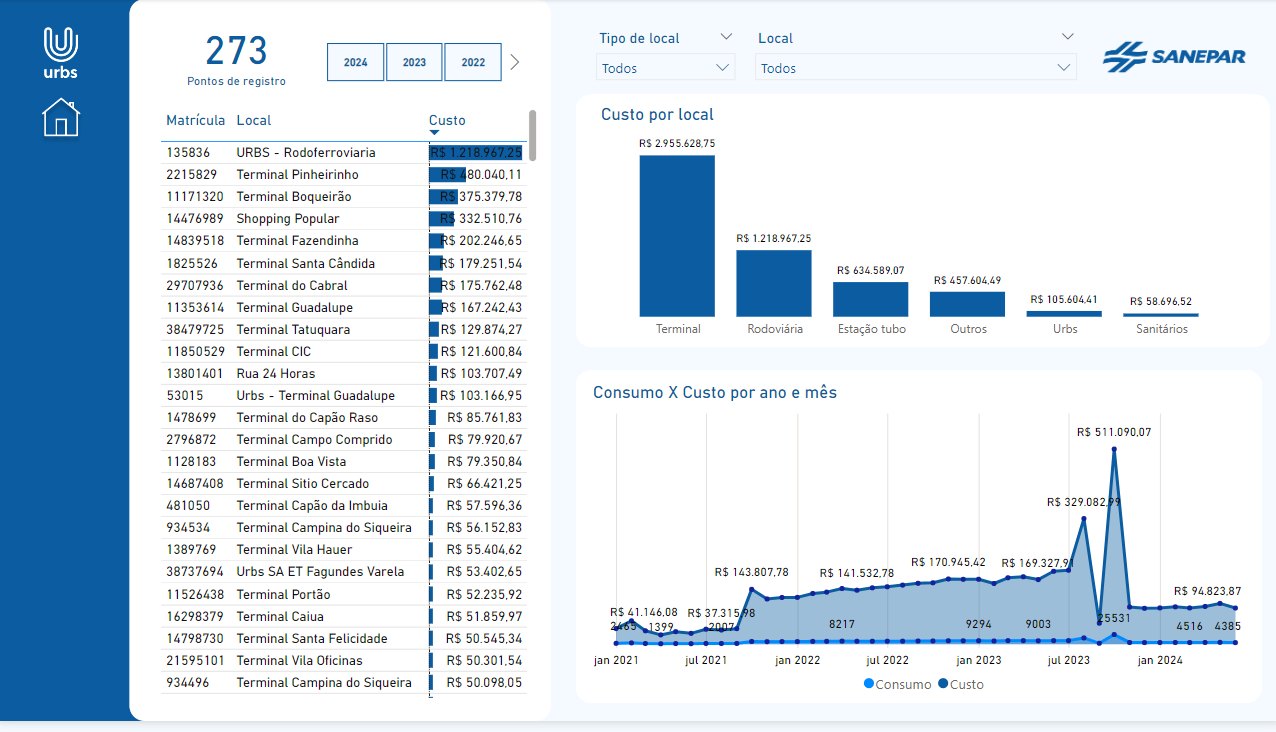 urbs
273
Pontos de registro
2024 2023 2022
Matrícula Local Custo
135836 URBS - Rodoferroviaria R$ 1.218.967,25
2215829 Terminal Pinheirinho R$ 480.040,11
11171320 Terminal Boqueirão R$ 375.379,78
14476989 Shopping Popular R$ 332.510,76
14839518 Terminal Fazendinha R$ 202.246,65
1825526 Terminal Santa Cândida R$ 179.251,54
29707936 Terminal do Cabral R$ 175.762,48
11353614 Terminal Guadalupe R$ 167.242,43
38479725 Terminal Tatuquara R$ 129.874,27
11850529 Terminal CIC R$ 121.600,84
13801401 Rua 24 Horas R$ 103.707,49
53015 Urbs - Terminal Guadalupe R$ 103.166,95
1478699 Terminal do Capão Raso R$ 85.761,83
2796872 Terminal Campo Comprido R$ 79.920,67
1128183 Terminal Boa Vista R$ 79.350,84
14687408 Terminal Sitio Cercado R$ 66.421,25
481050 Terminal Capão da Imbuia R$ 57.596,36
934534 Terminal Campina do Siqueira R$ 56.152,83
1389769 Terminal Vila Hauer R$ 55.404,62
38737694 Urbs SA ET Fagundes Varela R$ 53.402,65
11526438 Terminal Portão R$ 52.235,92
16298379 Terminal Caiua R$ 51.859,97
14798730 Terminal Santa Felicidade R$ 50.545,34
21595101 Terminal Vila Oficinas R$ 50.301,54
934496 Terminal Campina do Siqueira R$ 50.098,05
Tipo de local Local
Todos Todos
SANEPAR
Custo por local
R$ 2.955.628,75
R$ 1.218.967,25
R$ 634.589,07
R$ 457.604,49
R$ 105.604,41
R$ 58.696,52
Terminal Rodoviária Estação tubo Outros Urbs Sanitários
Consumo X Custo por ano e mês
R$ 511.090,07
R$ 329.082,99
R$ 143.807,78 R$ 141.532,78 R$ 170.945,42 R$ 169.327,91
R$ 94.823,87
R$ 41.146,08 R$ 37.315,98
2465 1399 2007 8217 9294 9003 25531 4516 4385
jan 2021 jul 2021 jan 2022 jul 2022 jan 2023 jul 2023 jan 2024
Consumo Custo